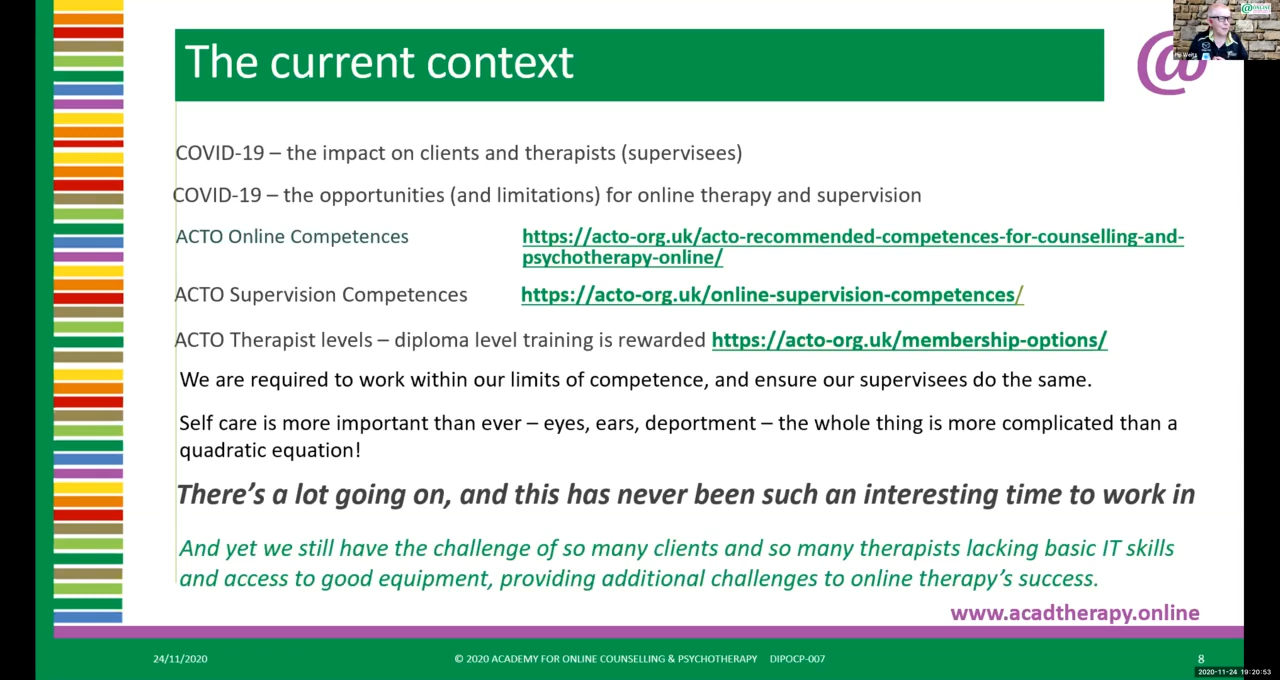 The current context
@ONLINE
@
COVID-19 – the impact on clients and therapists (supervisees)
COVID-19 – the opportunities (and limitations) for online therapy and supervision
ACTO Online Competences https://acto-org.uk/acto-recommended-competences-for-counselling-and-
psychotherapy-online/
ACTO Supervision Competences https://acto-org.uk/online-supervision-competences/
ACTO Therapist levels – diploma level training is rewarded https://acto-org.uk/membership-options/
We are required to work within our limits of competence, and ensure our supervisees do the same.
Self care is more important than ever – eyes, ears, deportment – the whole thing is more complicated than a
quadratic equation!
There's a lot going on, and this has never been such an interesting time to work in
And yet we still have the challenge of so many clients and so many therapists lacking basic IT skills
and access to good equipment, providing additional challenges to online therapy's success.
www.acadtherapy.online
24/11/2020 © 2020 ACADEMY FOR ONLINE COUNSELLING & PSYCHOTHERAPY DIPOCP-007 8
2020-11-24 19:20:53